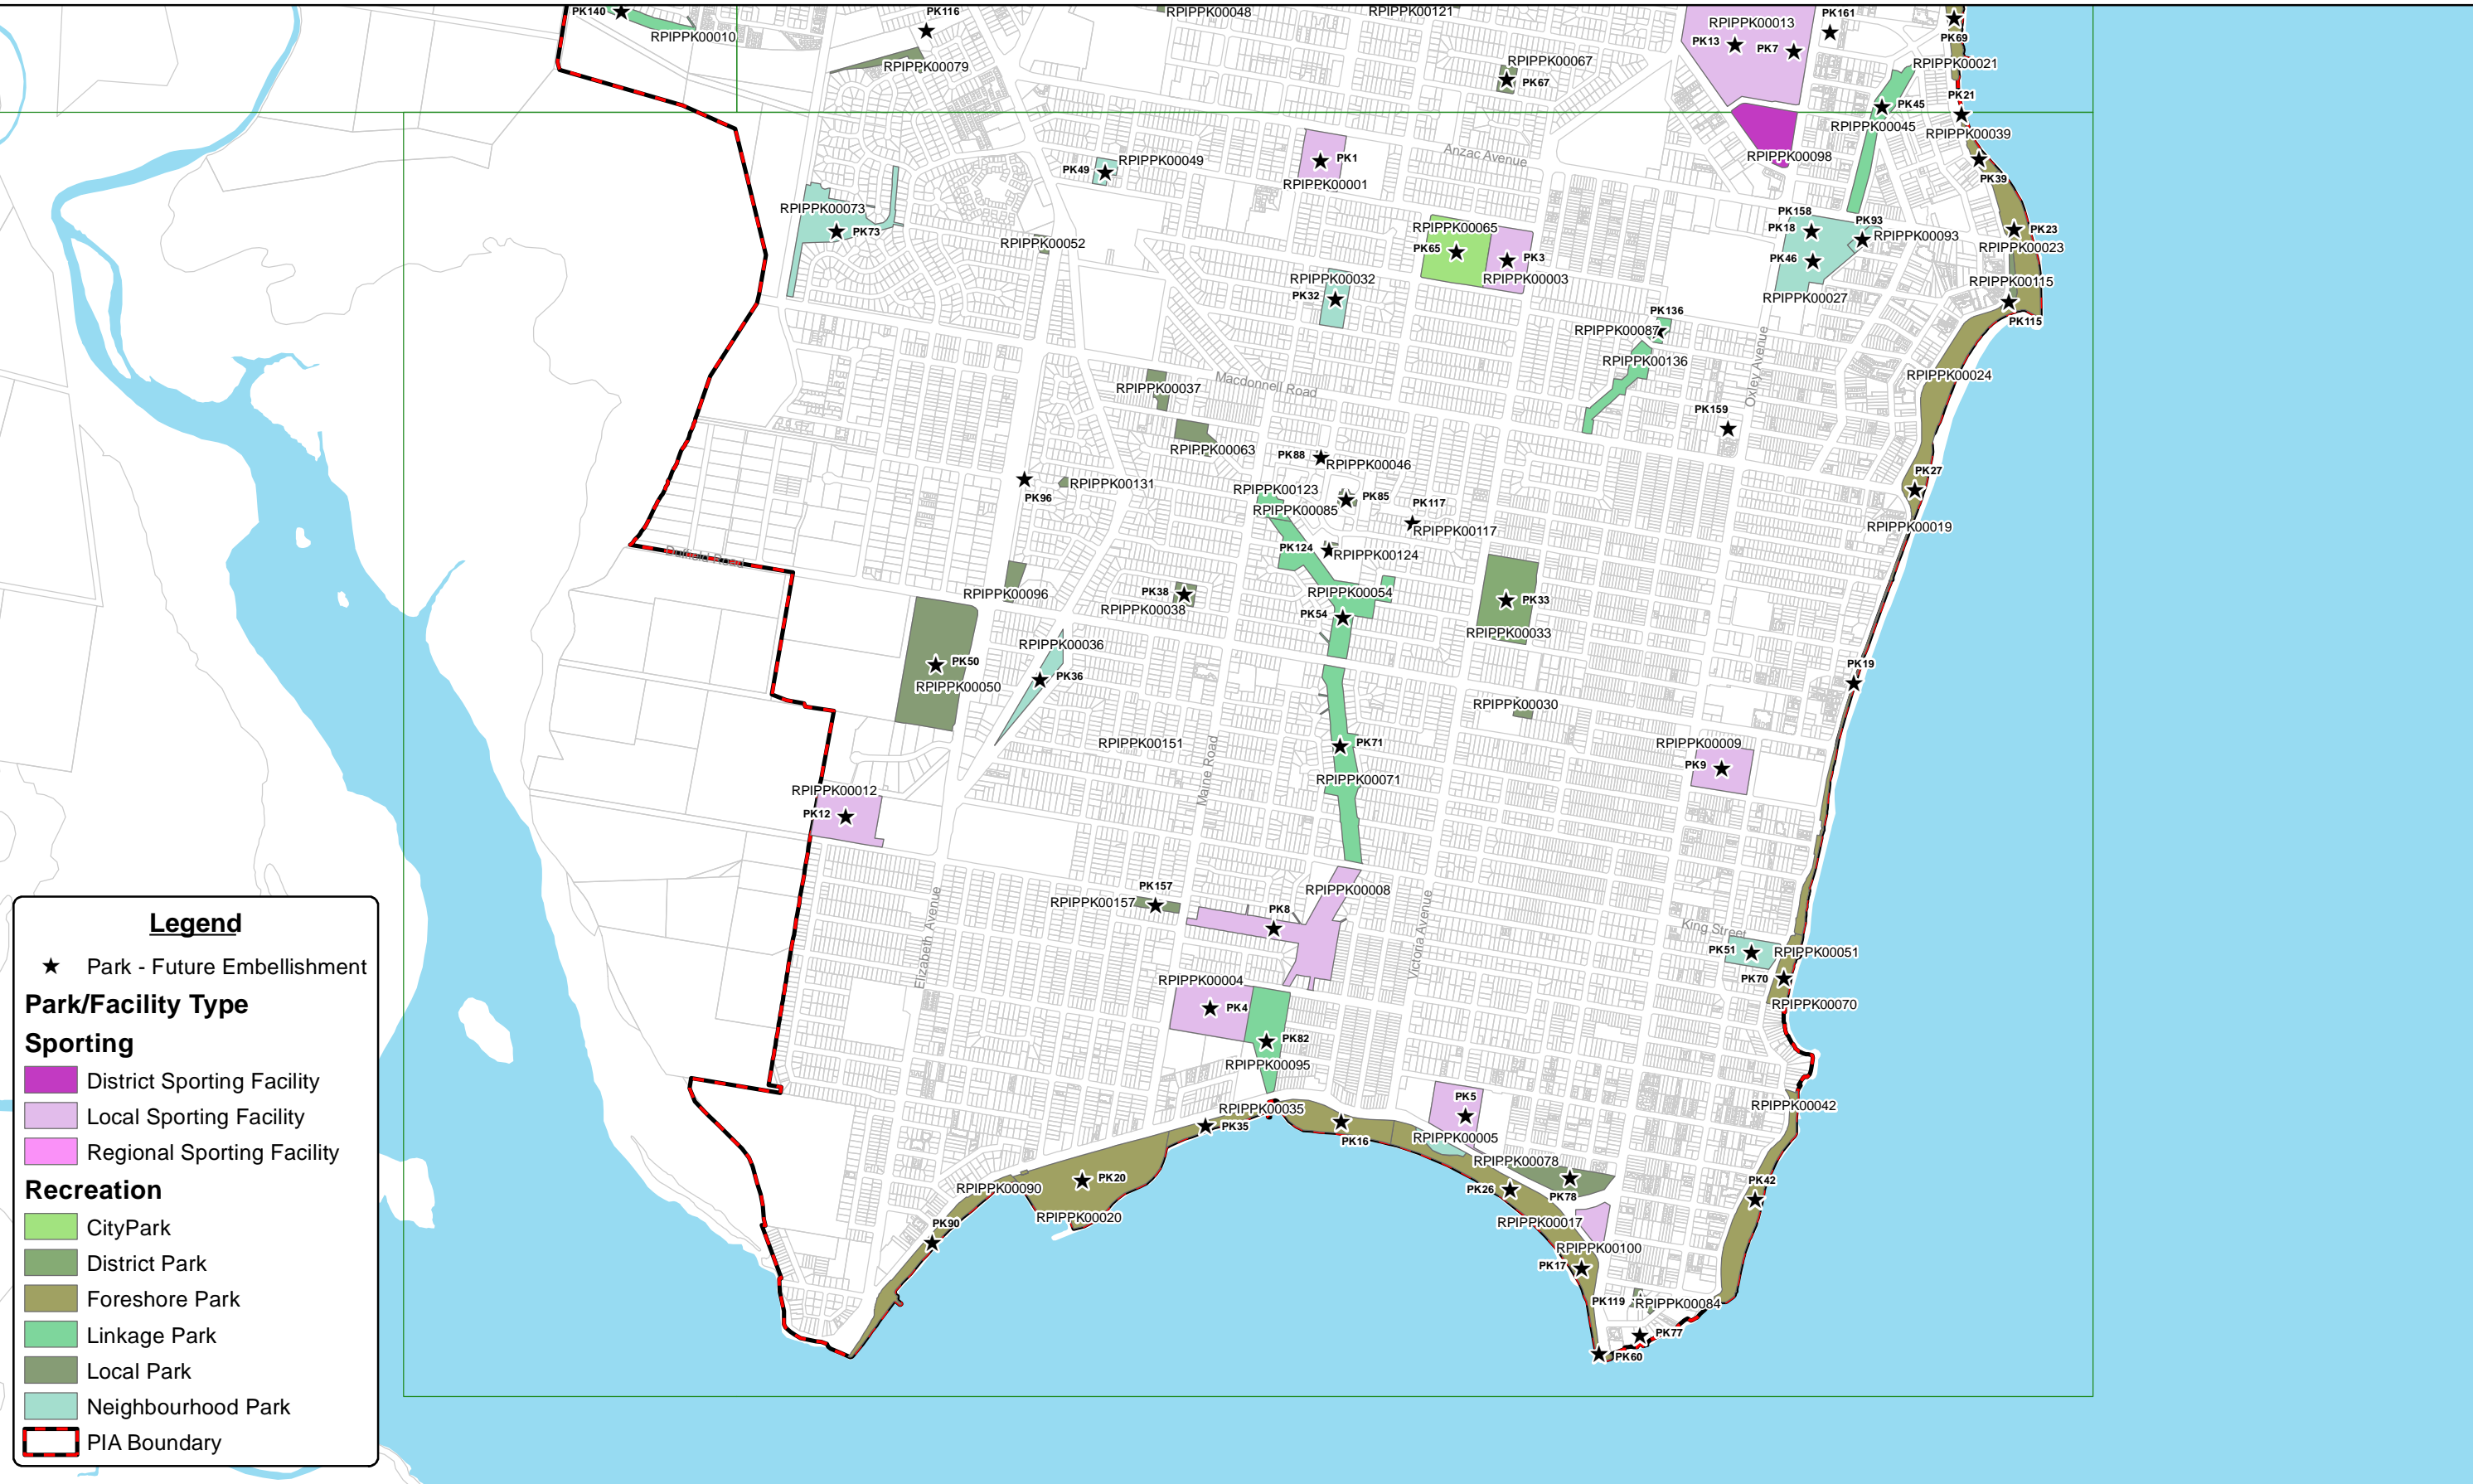 PK140
RPIPPK00010
PK116
RPIPPK00079
RPIPPK00048
RPIPPK00121
RPIPPK00067
PK67
RPIPPK00013
PK13
PK7
PK161
PK69
RPIPPK00021
PK21
PK45
RPIPPK00045
RPIPPK00039
PK39
RPIPPK00098
Anzac Avenue
PK1
RPIPPK00001
PK49
RPIPPK00049
RPIPPK00073
PK73
RPIPPK00052
RPIPPK00065
PK65
PK3
RPIPPK00003
PK158
PK18
PK93
RPIPPK00093
PK46
RPIPPK00027
PK23
RPIPPK00023
RPIPPK00115
PK115
RPIPPK00032
PK32
PK136
RPIPPK00087
RPIPPK00136
Oxley Avenue
RPIPPK00024
RPIPPK00037
Macdonnell Road
PK159
RPIPPK00063
PK88
RPIPPK00046
PK27
PK96
RPIPPK00131
RPIPPK00123
PK85
RPIPPK00085
PK117
RPIPPK00117
RPIPPK00019
Duffield Road
PK124
RPIPPK00124
RPIPPK00096
PK38
RPIPPK00038
RPIPPK00054
PK54
PK33
RPIPPK00033
RPIPPK00036
PK50
RPIPPK00050
PK36
PK19
RPIPPK00030
RPIPPK00151
PK71
RPIPPK00071
Maine Road
RPIPPK00009
PK9
RPIPPK00012
PK12
PK157
RPIPPK00157
RPIPPK00008
PK8
Elizabeth Avenue
Victoria Avenue
King Street
PK51
RPIPPK00051
PK70
RPIPPK00070
RPIPPK00004
PK4
PK82
RPIPPK00095
RPIPPK00035
PK35
PK16
PK5
RPIPPK00005
RPIPPK00042
RPIPPK00078
PK78
PK26
PK42
RPIPPK00090
PK20
RPIPPK00020
PK90
RPIPPK00017
RPIPPK00100
PK17
PK119
RPIPPK00084
PK77
PK60
Legend
Park - Future Embellishment
Park/Facility Type
Sporting
District Sporting Facility
Local Sporting Facility
Regional Sporting Facility
Recreation
CityPark
District Park
Foreshore Park
Linkage Park
Local Park
Neighbourhood Park
PIA Boundary